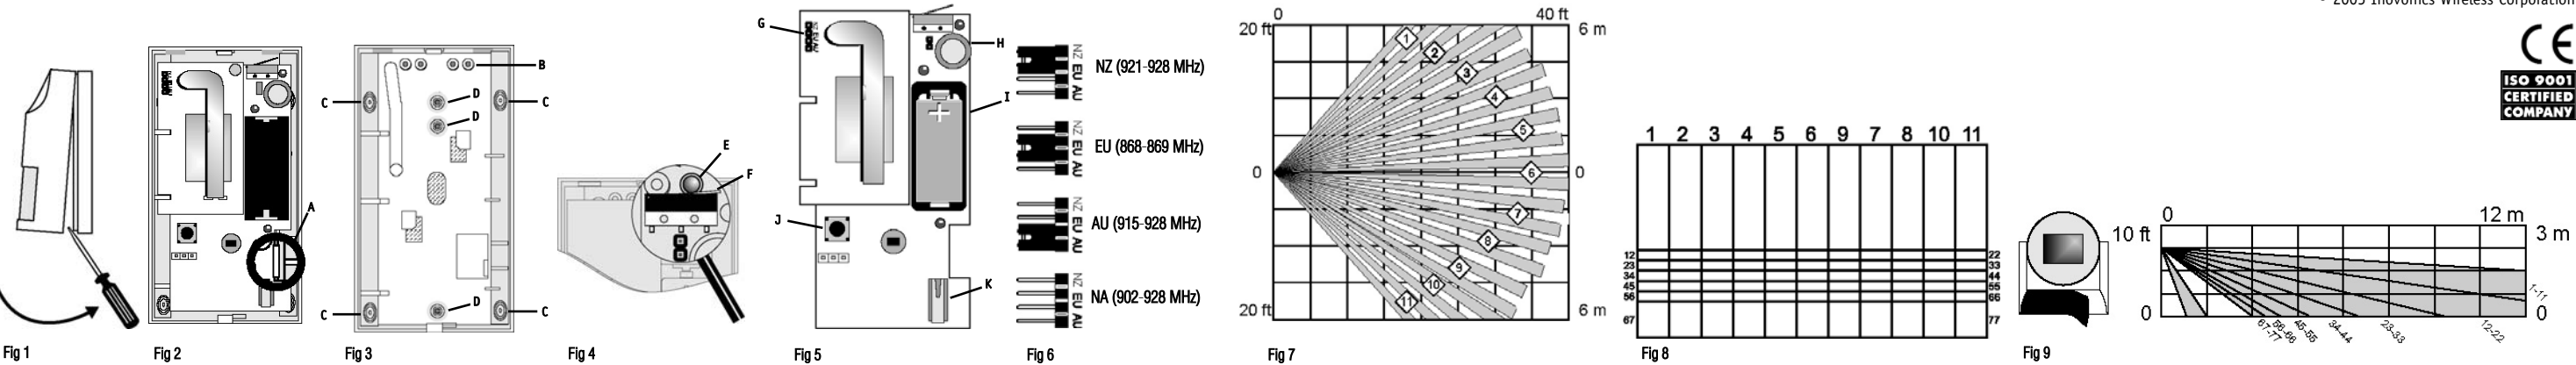 © 2005 Inovonics Wireless Corporation
CE
ISO 9001
CERTIFIED
COMPANY
Fig 1
A
Fig 2
B
C
C
D
D
C
C
D
Fig 3
E
F
Fig 4
G
NZ EU AU
H
I
J
K
Fig 5
NZ EU AU
NZ (921-928 MHz)
NZ EU AU
EU (868-869 MHz)
NZ EU AU
AU (915-928 MHz)
NZ EU AU
NA (902-928 MHz)
Fig 6
0
40 ft
20 ft
6 m
1
2
3
4
5
0
6
0
7
8
9
10
11
20 ft
6 m
Fig 7
1 2 3 4 5 6 9 7 8 10 11
12 22
23 33
34 44
45 55
56 66
67 77
Fig 8
0 12 m
10 ft 3 m
1-11
0 0
67-77
56-66
45-55
34-44
23-33
12-22
Fig 9